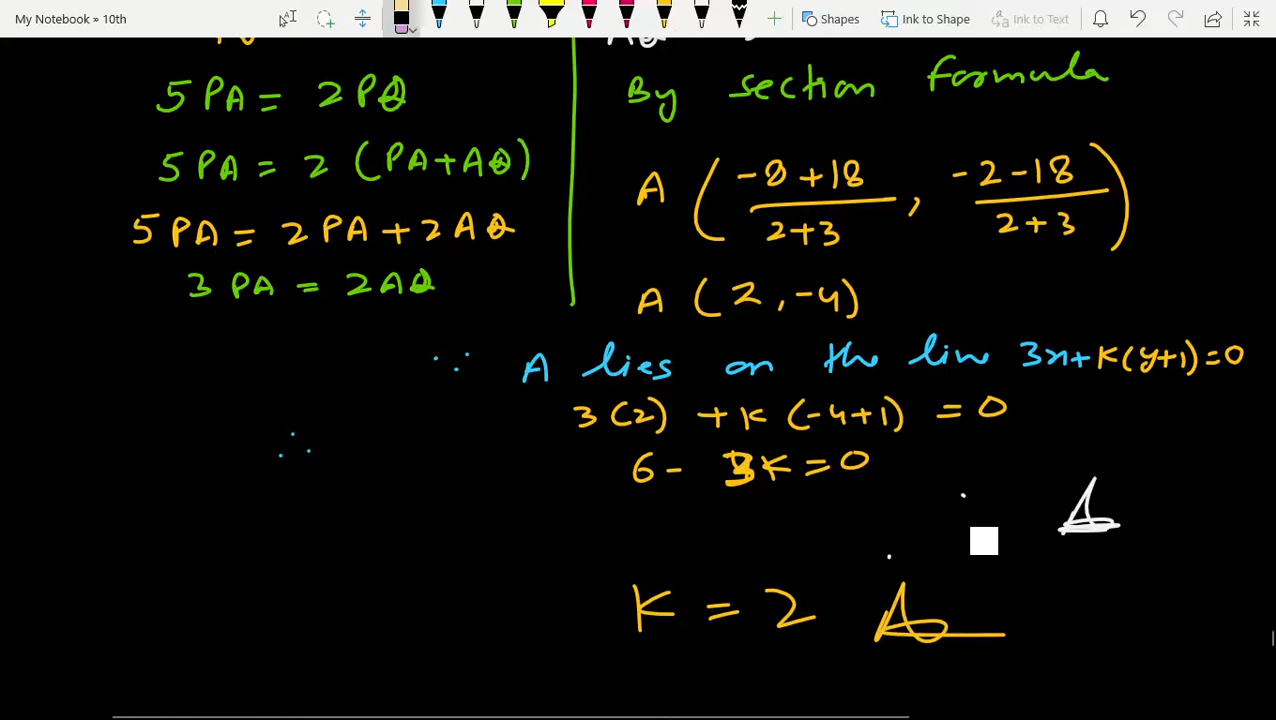 My Notebook » 10th
Shapes Ink to Shape Ink to Text
5 PA = 2 PQ
5 PA = 2 (PA+AQ)
5 PA = 2 PA + 2 AQ
3 PA = 2 AQ
By section formula
A ( -8+18 / 2+3 , -2-18 / 2+3 )
A (2, -4)
∵ A lies on the line 3x+K(y+1)=0
3(2) + K (-4+1) = 0
∴ 6 - 3K = 0
K = 2